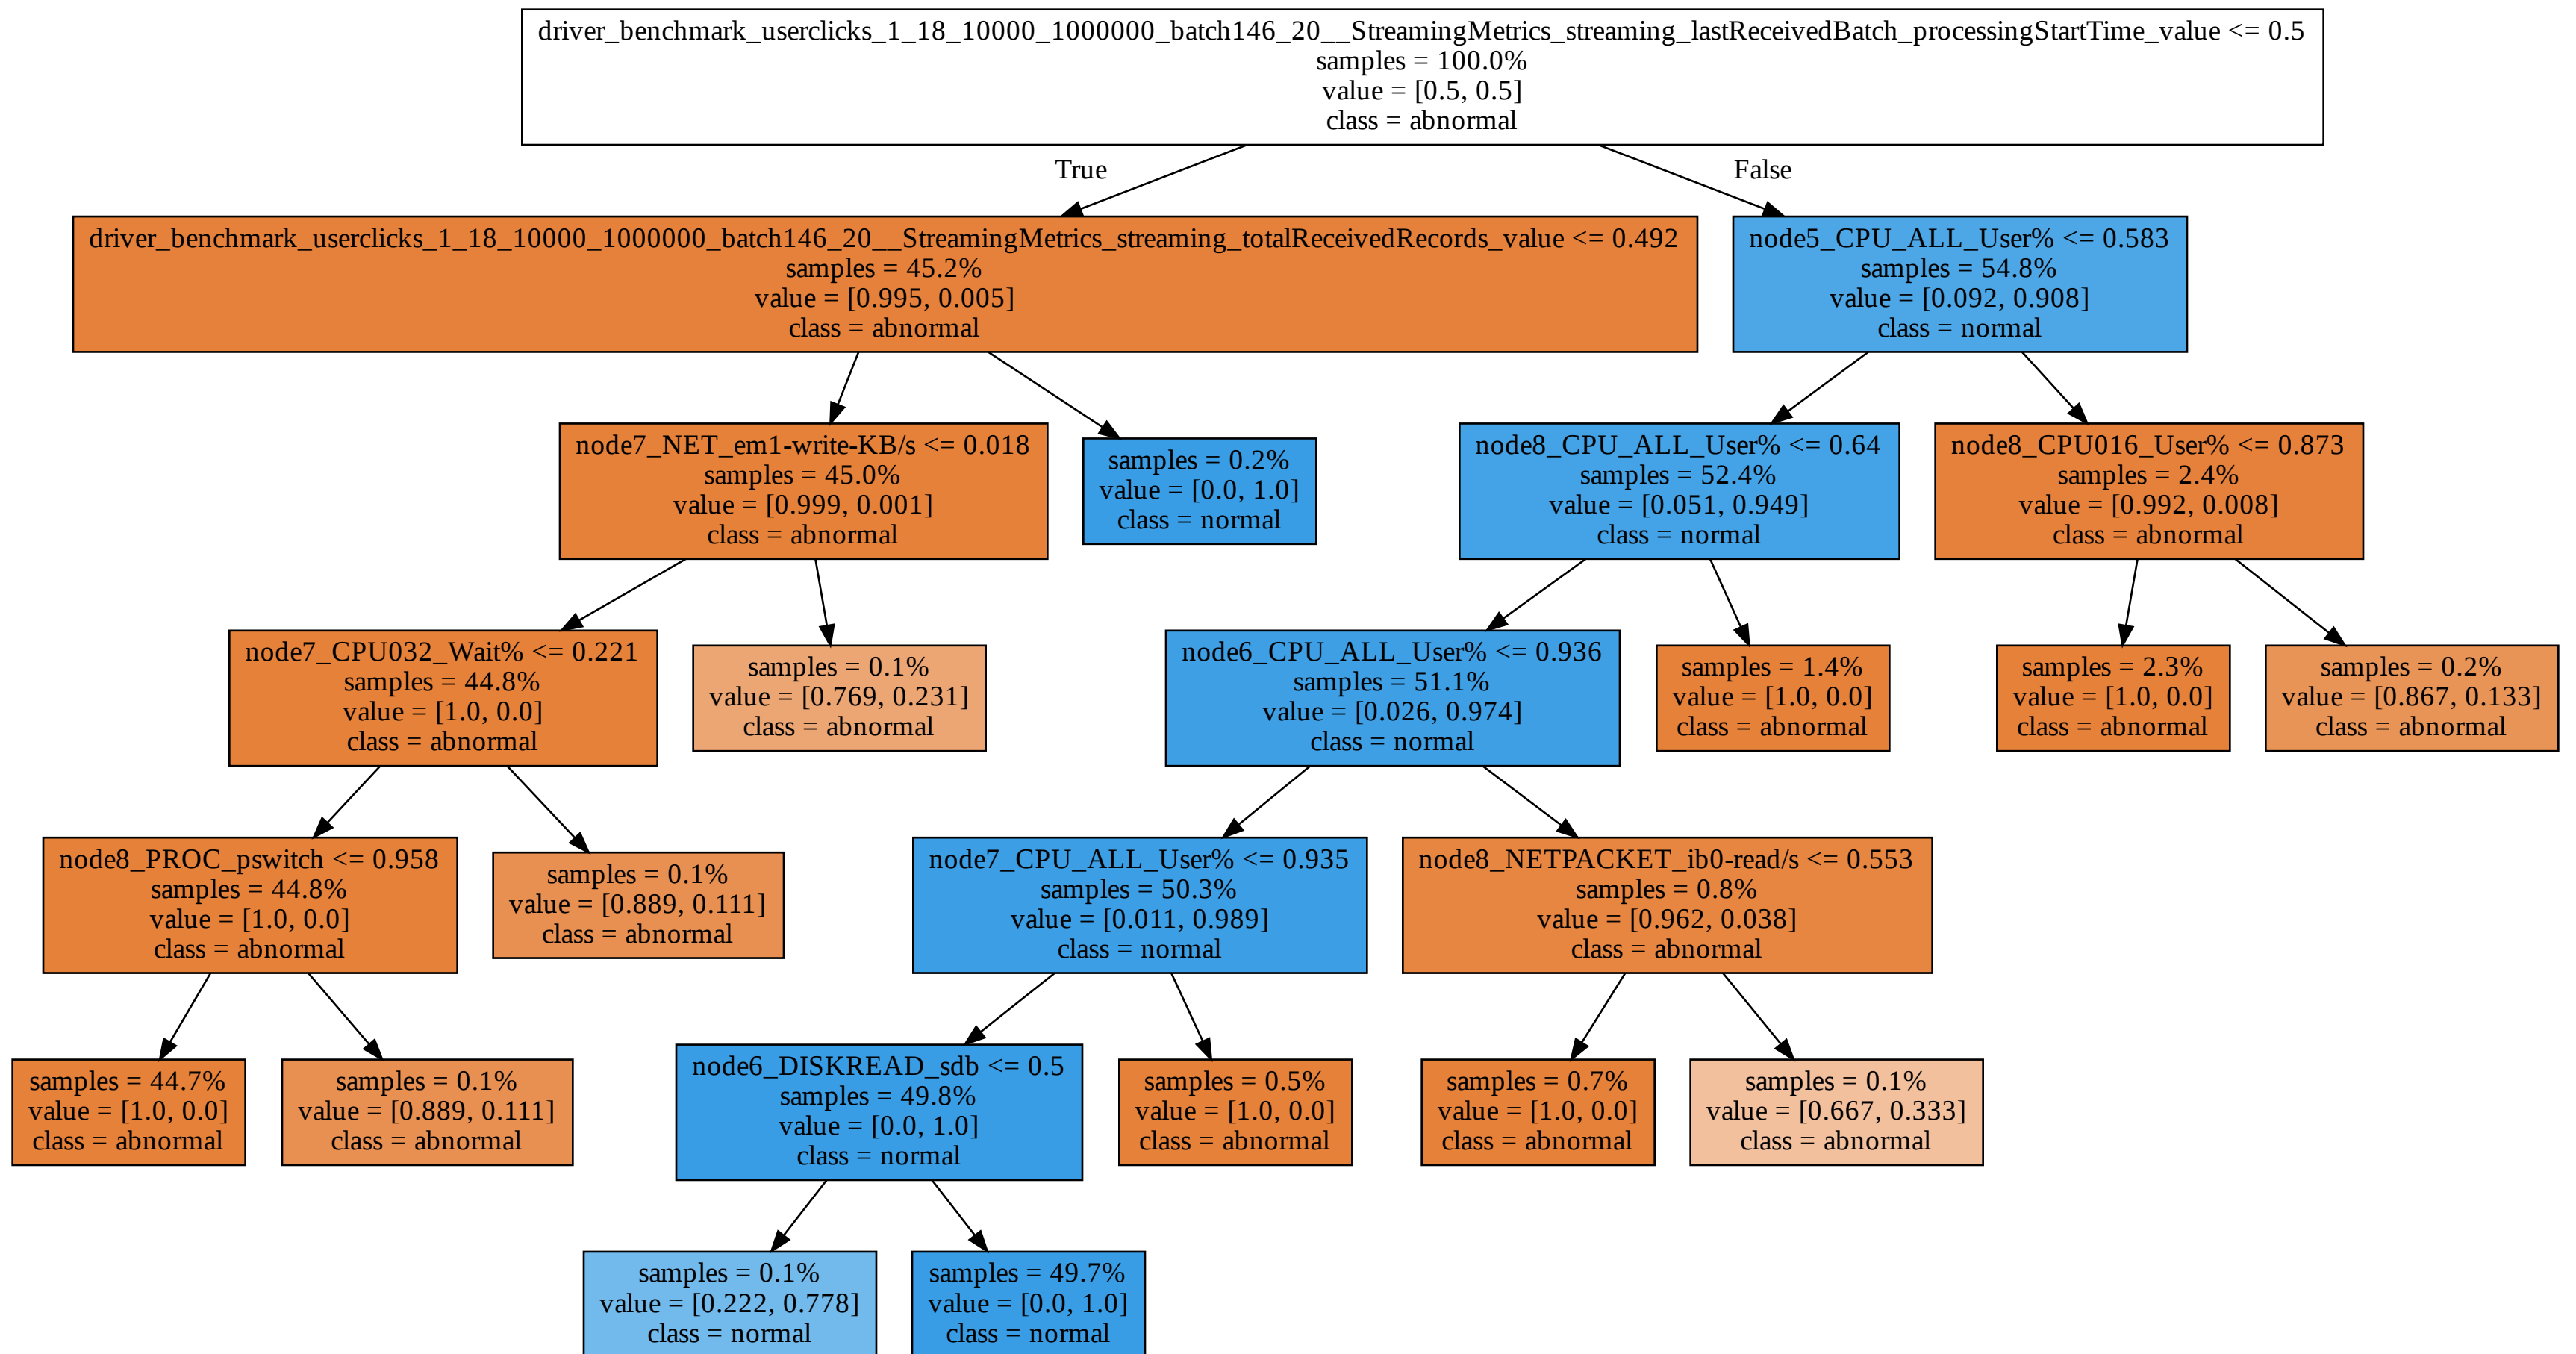 driver_benchmark_userclicks_1_18_10000_1000000_batch146_20__StreamingMetrics_streaming_lastReceivedBatch_processingStartTime_value <= 0.5
samples = 100.0%
value = [0.5, 0.5]
class = abnormal
True
False
driver_benchmark_userclicks_1_18_10000_1000000_batch146_20__StreamingMetrics_streaming_totalReceivedRecords_value <= 0.492
samples = 45.2%
value = [0.995, 0.005]
class = abnormal
node5_CPU_ALL_User% <= 0.583
samples = 54.8%
value = [0.092, 0.908]
class = normal
node7_NET_em1-write-KB/s <= 0.018
samples = 45.0%
value = [0.999, 0.001]
class = abnormal
samples = 0.2%
value = [0.0, 1.0]
class = normal
node8_CPU_ALL_User% <= 0.64
samples = 52.4%
value = [0.051, 0.949]
class = normal
node8_CPU016_User% <= 0.873
samples = 2.4%
value = [0.992, 0.008]
class = abnormal
node7_CPU032_Wait% <= 0.221
samples = 44.8%
value = [1.0, 0.0]
class = abnormal
samples = 0.1%
value = [0.769, 0.231]
class = abnormal
node6_CPU_ALL_User% <= 0.936
samples = 51.1%
value = [0.026, 0.974]
class = normal
samples = 1.4%
value = [1.0, 0.0]
class = abnormal
samples = 2.3%
value = [1.0, 0.0]
class = abnormal
samples = 0.2%
value = [0.867, 0.133]
class = abnormal
node8_PROC_pswitch <= 0.958
samples = 44.8%
value = [1.0, 0.0]
class = abnormal
samples = 0.1%
value = [0.889, 0.111]
class = abnormal
node7_CPU_ALL_User% <= 0.935
samples = 50.3%
value = [0.011, 0.989]
class = normal
node8_NETPACKET_ib0-read/s <= 0.553
samples = 0.8%
value = [0.962, 0.038]
class = abnormal
samples = 44.7%
value = [1.0, 0.0]
class = abnormal
samples = 0.1%
value = [0.889, 0.111]
class = abnormal
node6_DISKREAD_sdb <= 0.5
samples = 49.8%
value = [0.0, 1.0]
class = normal
samples = 0.5%
value = [1.0, 0.0]
class = abnormal
samples = 0.7%
value = [1.0, 0.0]
class = abnormal
samples = 0.1%
value = [0.667, 0.333]
class = abnormal
samples = 0.1%
value = [0.222, 0.778]
class = normal
samples = 49.7%
value = [0.0, 1.0]
class = normal